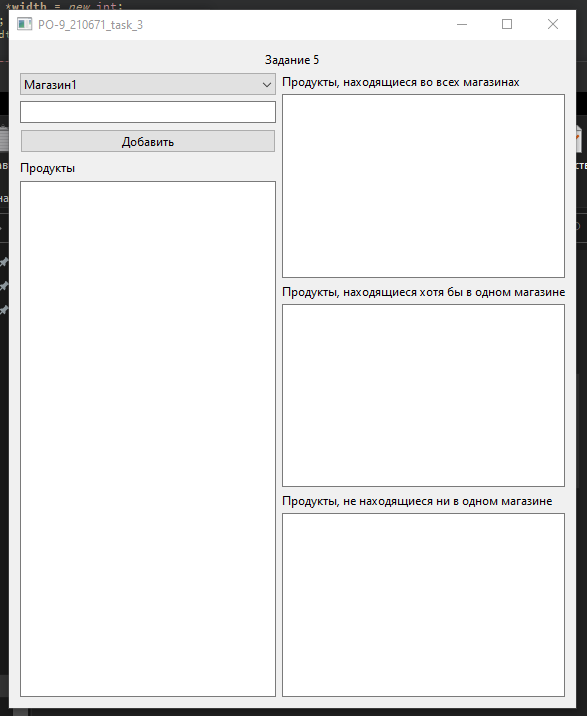 *width = new int;
PO-9_210671_task_3
Задание 5
Магазин1
Добавить
Продукты
Продукты, находящиеся во всех магазинах
Продукты, находящиеся хотя бы в одном магазине
Продукты, не находящиеся ни в одном магазине